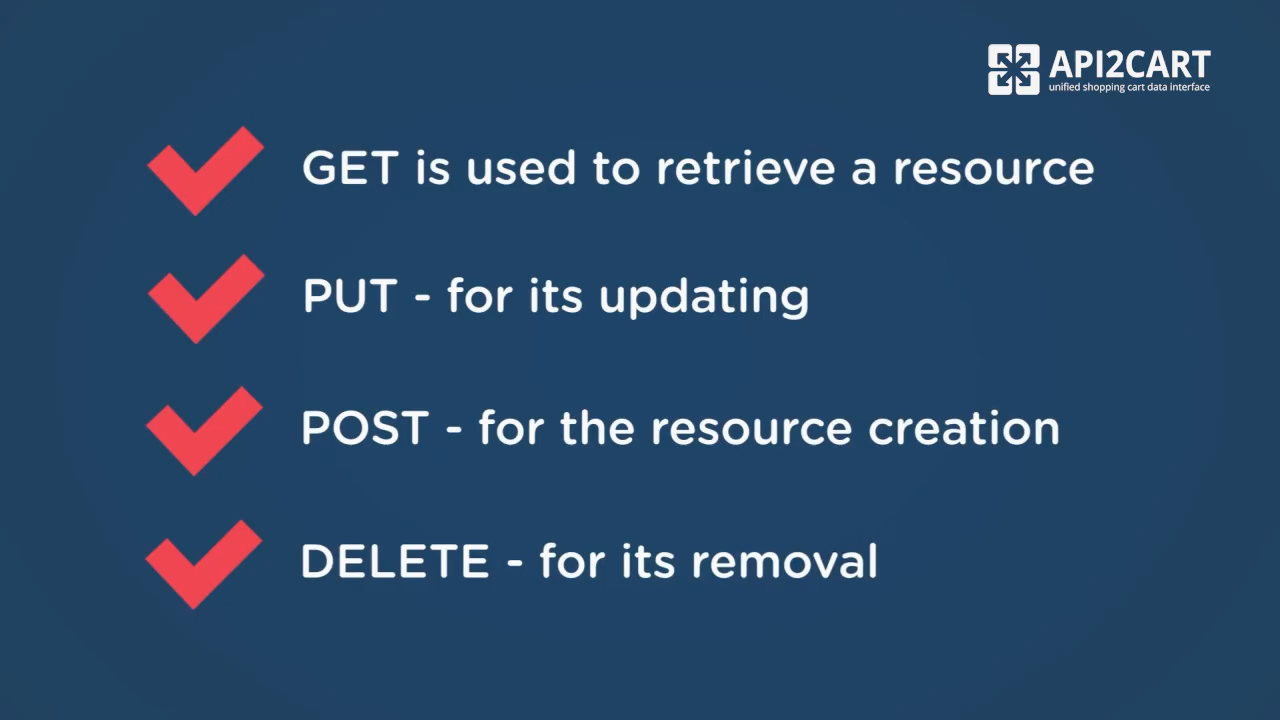 API2CART
unified shopping cart data interface
GET is used to retrieve a resource
PUT - for its updating
POST - for the resource creation
DELETE - for its removal